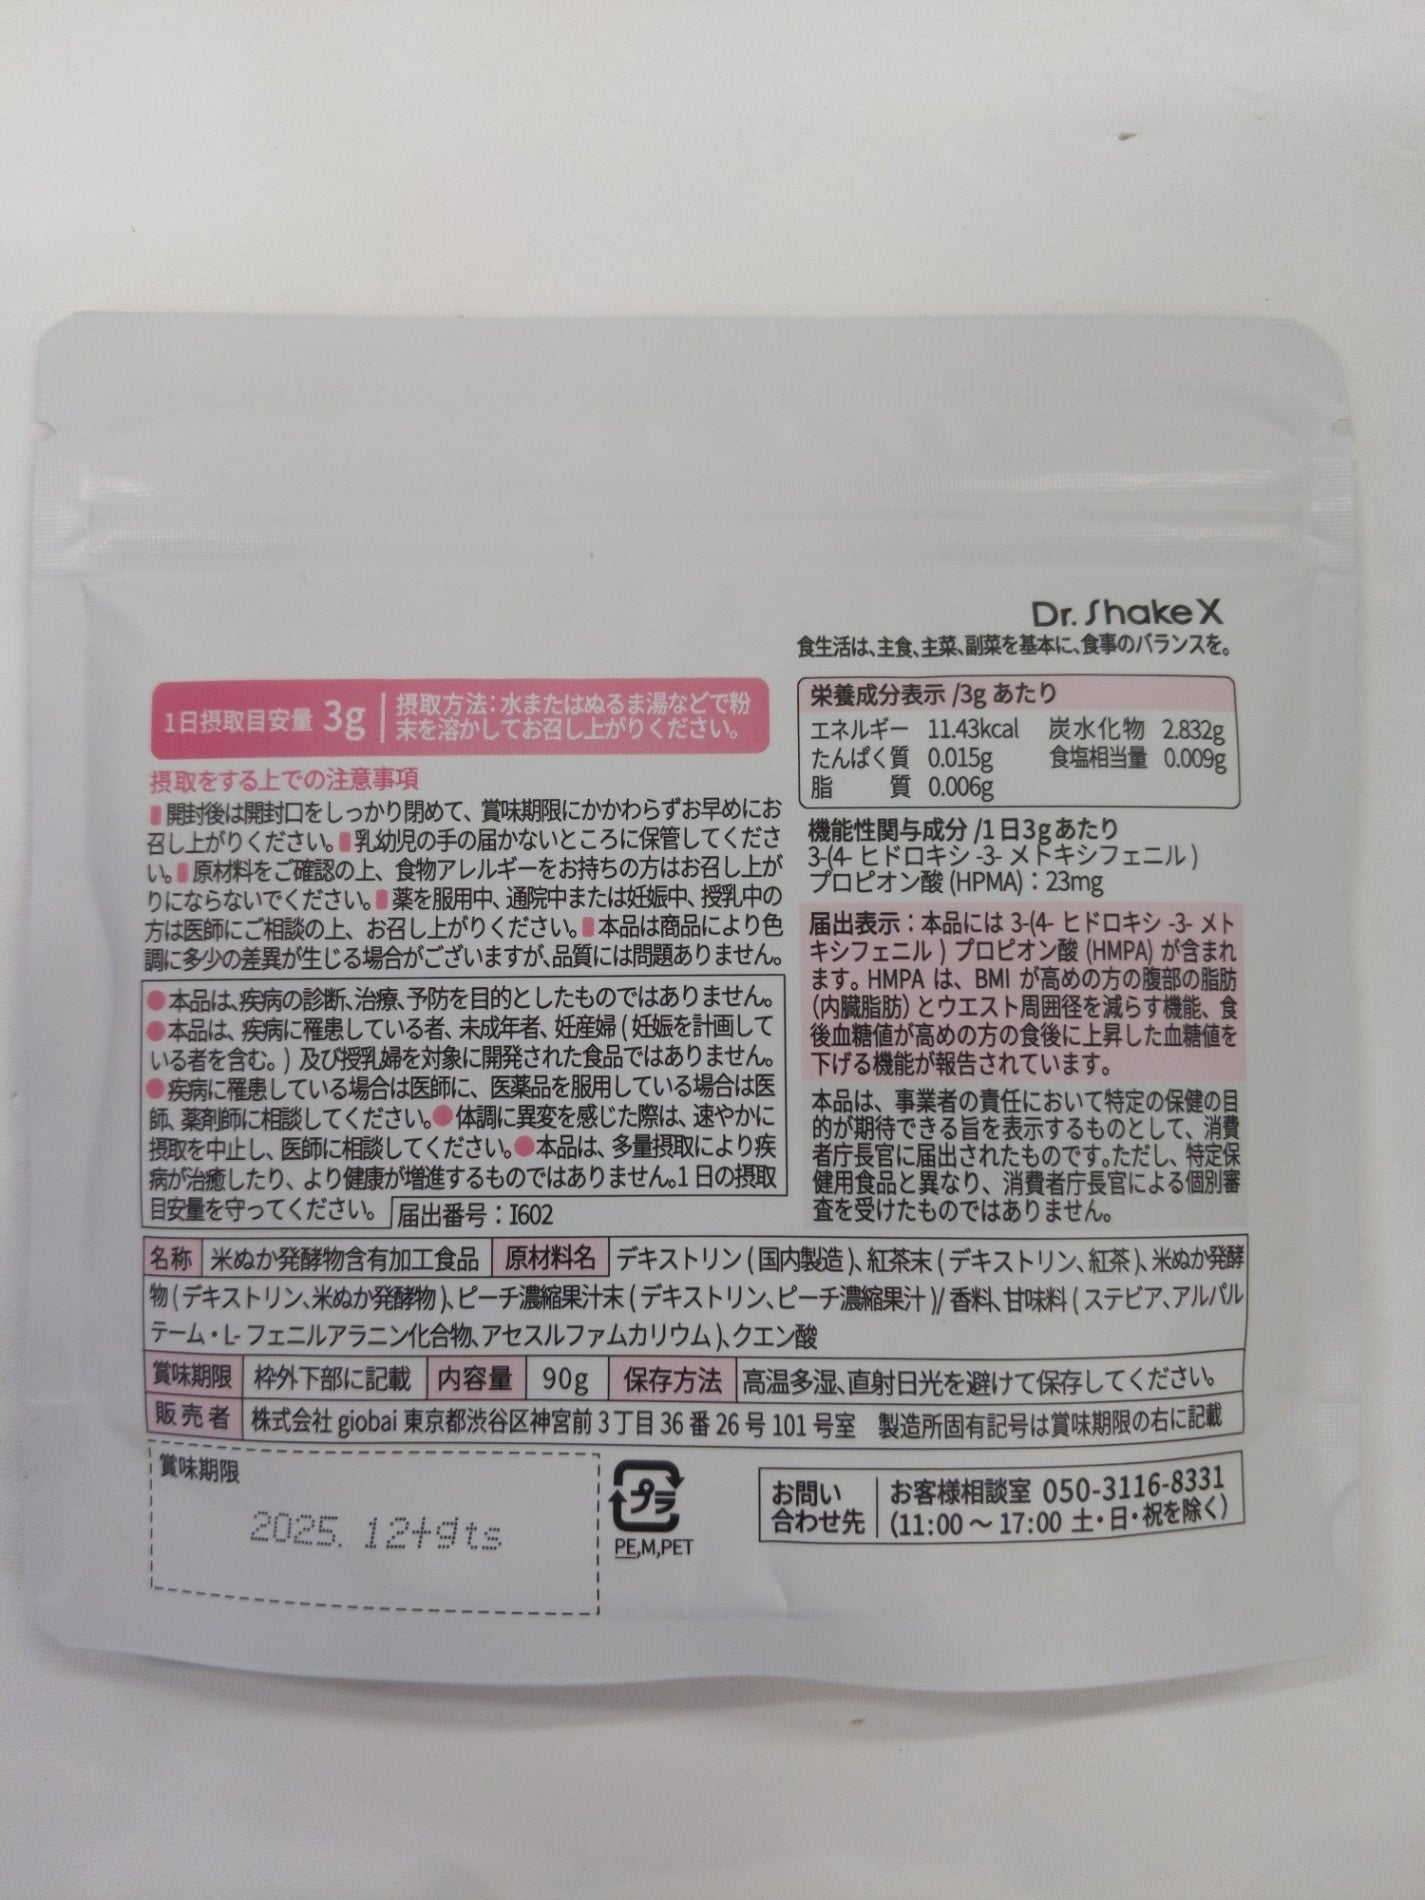 Dr. Shake X
食生活は、主食、主菜、副菜を基本に、食事のバランスを。
1日摂取目安量 3g
摂取方法：水またはぬるま湯などで粉
末を溶かしてお召し上がりください。
摂取をする上での注意事項
開封後は開封口をしっかり閉めて、賞味期限にかかわらずお早めにお
召し上がりください。 乳幼児の手の届かないところに保管してくださ
い。 原材料をご確認の上、食物アレルギーをお持ちの方はお召し上が
りにならないでください。 薬を服用中、通院中または妊娠中、授乳中の
方は医師にご相談の上、お召し上がりください。 本品は商品により色
調に多少の差異が生じる場合がございますが、品質には問題ありません。
●本品は、疾病の診断、治療、予防を目的としたものではありません。
●本品は、疾病に罹患している者、未成年者、妊産婦(妊娠を計画して
いる者を含む。)及び授乳婦を対象に開発された食品ではありません。
●疾病に罹患している場合は医師に、医薬品を服用している場合は医
師、薬剤師に相談してください。●体調に異変を感じた際は、速やかに
摂取を中止し、医師に相談してください。●本品は、多量摂取により疾
病が治癒したり、より健康が増進するものではありません。1日の摂取
目安量を守ってください。
届出番号：I602
栄養成分表示 /3g あたり
エネルギー 11.43kcal 炭水化物 2.832g
たんぱく質 0.015g 食塩相当量 0.009g
脂 質 0.006g
機能性関与成分 /1日3gあたり
3-(4- ヒドロキシ -3- メトキシフェニル)
プロピオン酸 (HPMA)：23mg
届出表示：本品には 3-(4- ヒドロキシ -3- メト
キシフェニル) プロピオン酸 (HMPA) が含まれ
ます。HMPA は、BMI が高めの方の腹部の脂肪
(内臓脂肪)とウエスト周囲径を減らす機能、食
後血糖値が高めの方の食後に上昇した血糖値を
下げる機能が報告されています。
本品は、事業者の責任において特定の保健の目
的が期待できる旨を表示するものとして、消費
者庁長官に届出されたものです。ただし、特定保
健用食品と異なり、消費者庁長官による個別審
査を受けたものではありません。
名称 米ぬか発酵物含有加工食品 原材料名 デキストリン(国内製造)、紅茶末(デキストリン、紅茶)、米ぬか発酵
物(デキストリン、米ぬか発酵物)、ピーチ濃縮果汁末(デキストリン、ピーチ濃縮果汁)/香料、甘味料(ステビア、アルパル
テーム・L-フェニルアラニン化合物、アセスルファムカリウム)、クエン酸
賞味期限 枠外下部に記載 内容量 90g 保存方法 高温多湿、直射日光を避けて保存してください。
販売者 株式会社 giobai 東京都渋谷区神宮前3丁目36番26号101号室 製造所固有記号は賞味期限の右に記載
賞味期限
2025. 12+gts
プラ
PE,M,PET
お問い
合わせ先
お客様相談室 050-3116-8331
(11:00～17:00 土・日・祝を除く)